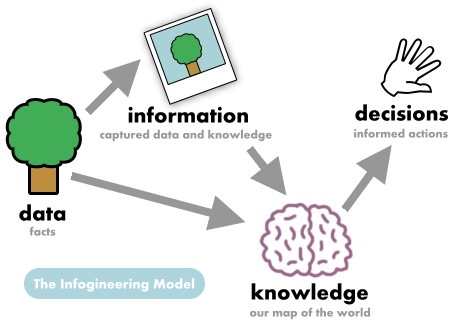 information
captured data and knowledge
decisions
informed actions
data
facts
The Infogineering Model
knowledge
our map of the world